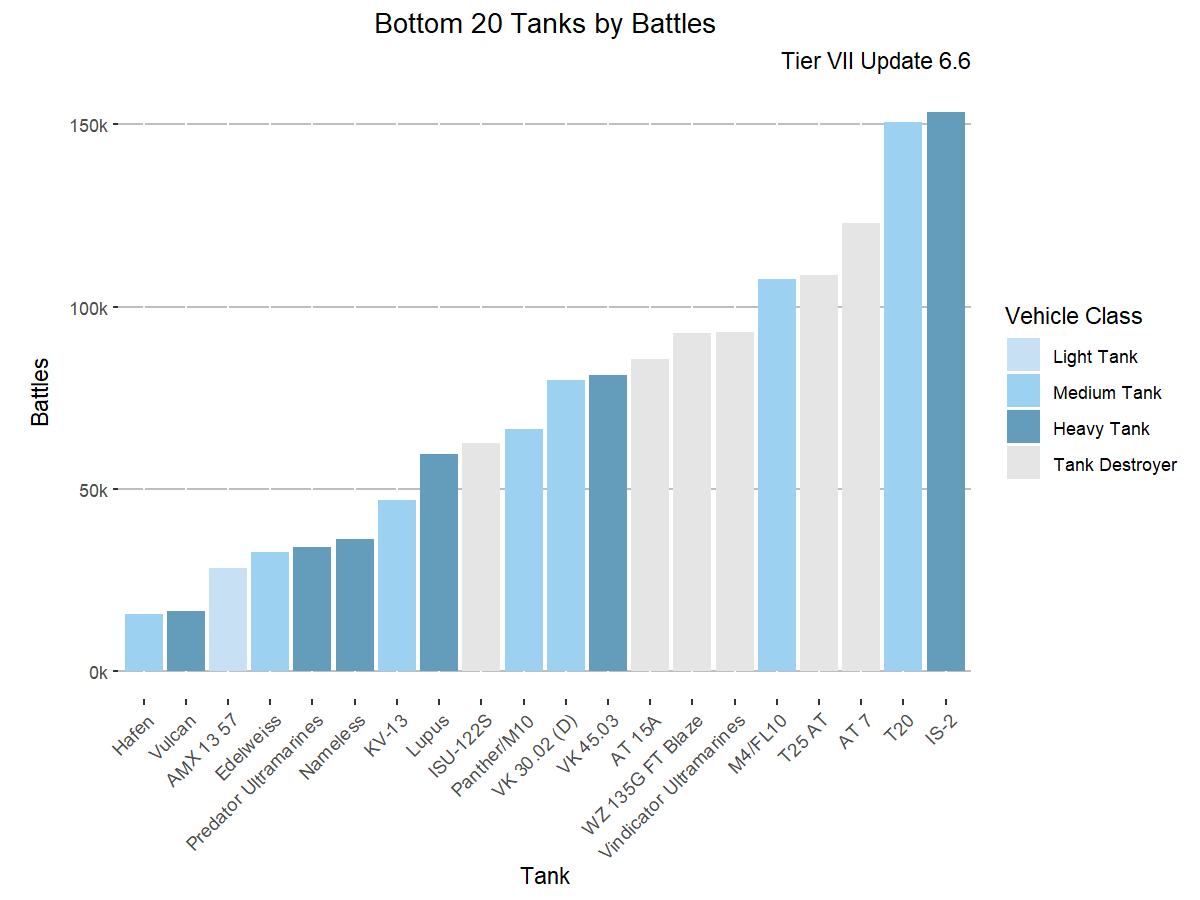 Bottom 20 Tanks by Battles
Tier VII Update 6.6
150k
100k
50k
0k
Battles
Hafen
Vulcan
AMX 13 57
Edelweiss
Predator Ultramarines
Nameless
KV-13
Lupus
ISU-122S
Panther/M10
VK 30.02 (D)
VK 45.03
AT 15A
WZ 135G FT Blaze
Vindicator Ultramarines
M4/FL10
T25 AT
AT 7
T20
IS-2
Tank
Vehicle Class
Light Tank
Medium Tank
Heavy Tank
Tank Destroyer